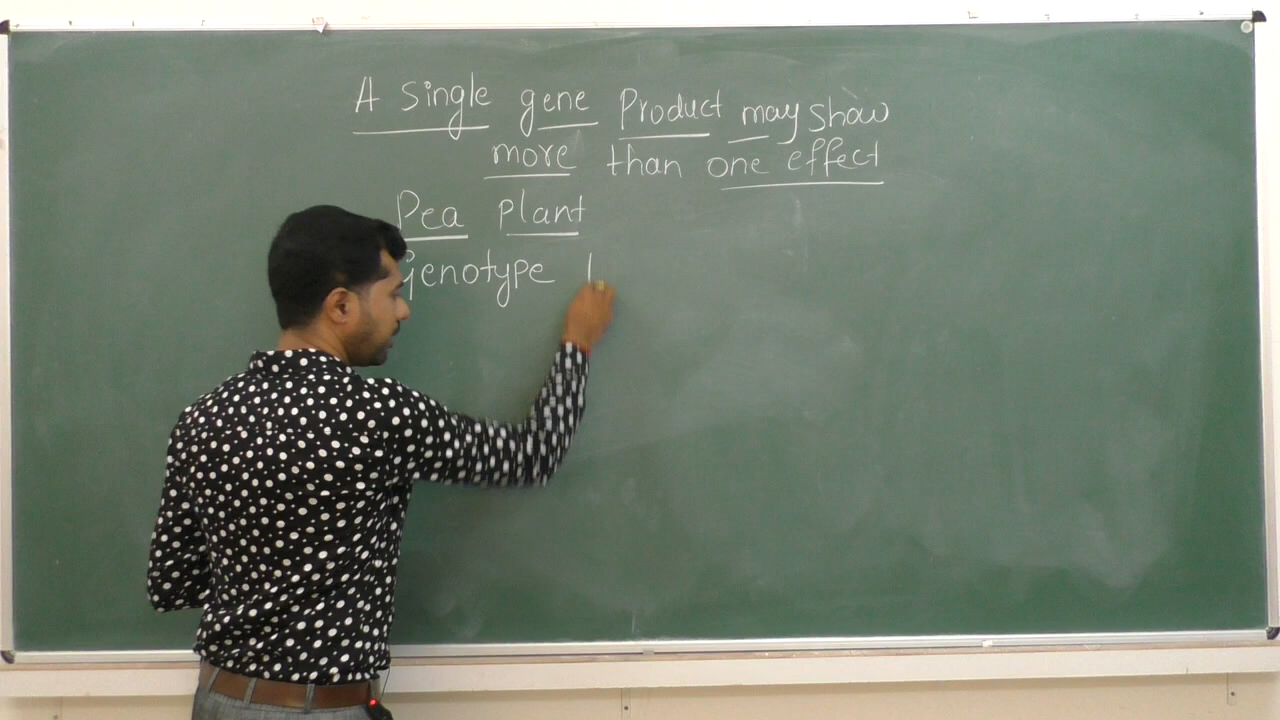 A single gene Product may show
more than one effect
Pea plant
Genotype